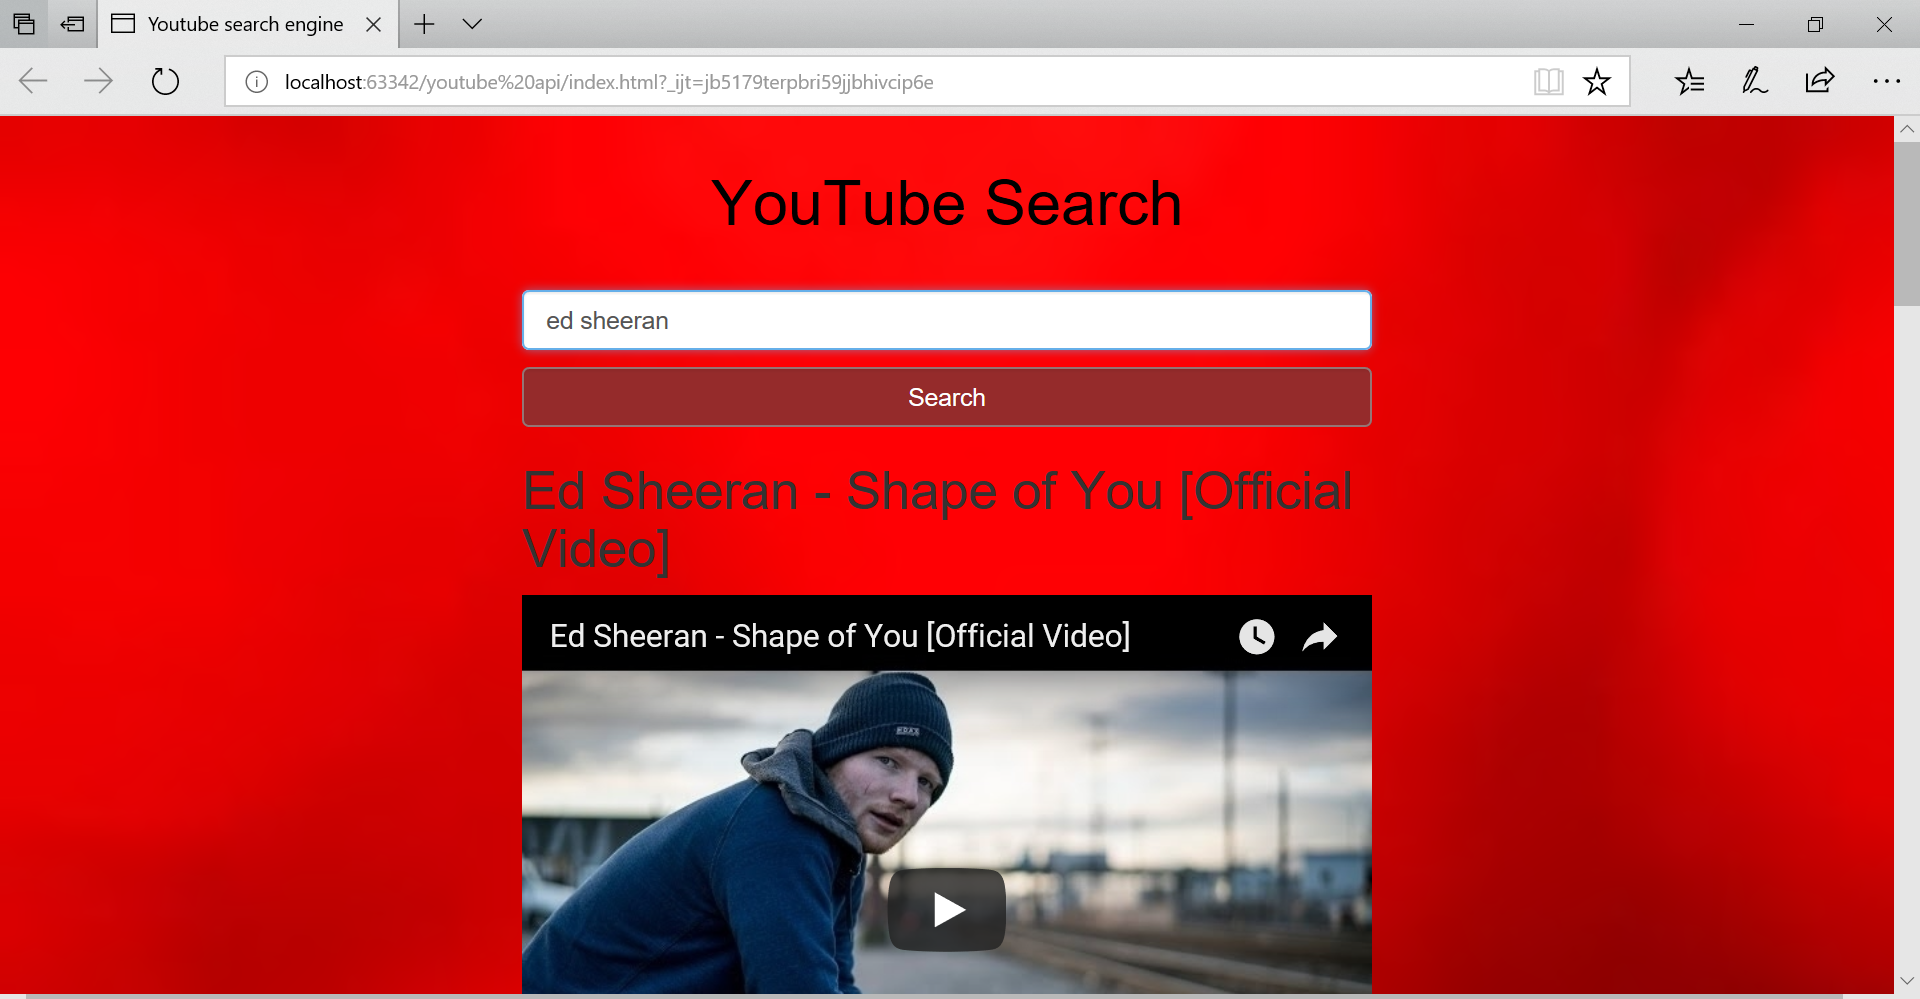 Youtube search engine
localhost:63342/youtube%20api/index.html?_ijt=jb5179terpbri59jjbhivcip6e
YouTube Search
ed sheeran
Search
Ed Sheeran - Shape of You [Official
Video]
Ed Sheeran - Shape of You [Official Video]